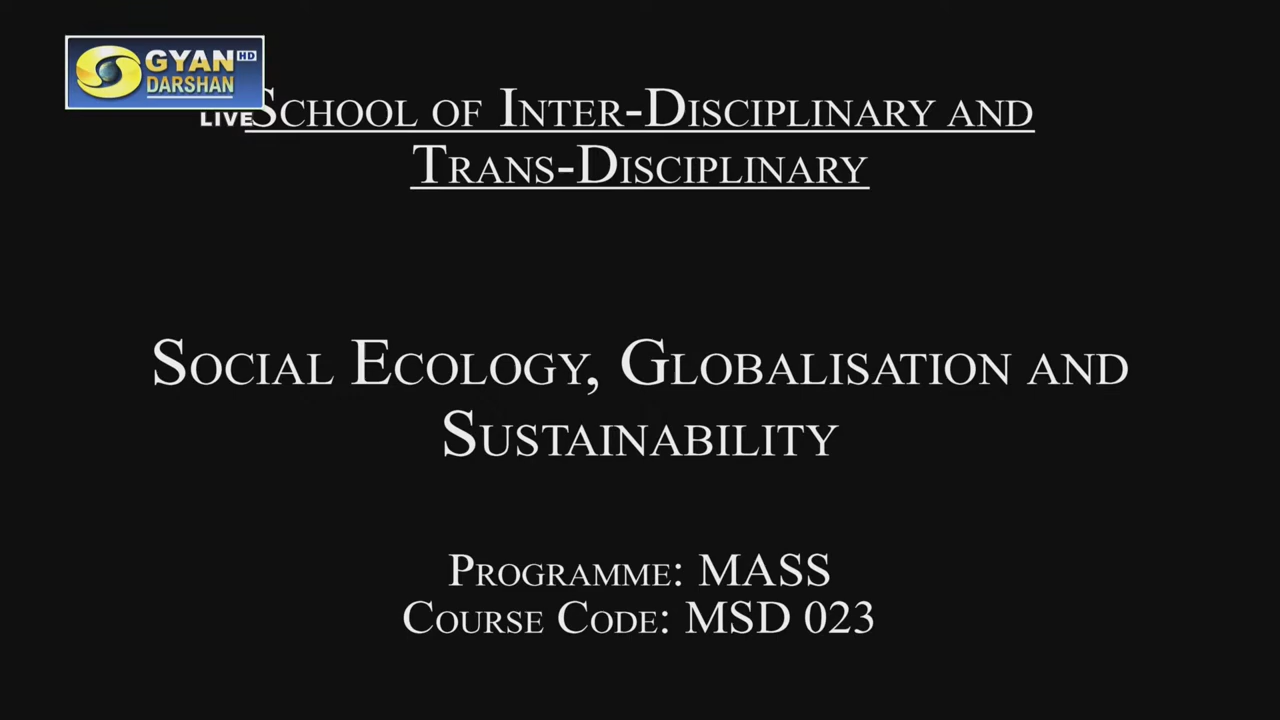 GYAN HD
DARSHAN
LIVE
School of Inter-Disciplinary and
Trans-Disciplinary
Social Ecology, Globalisation and
Sustainability
Programme: MASS
Course Code: MSD 023